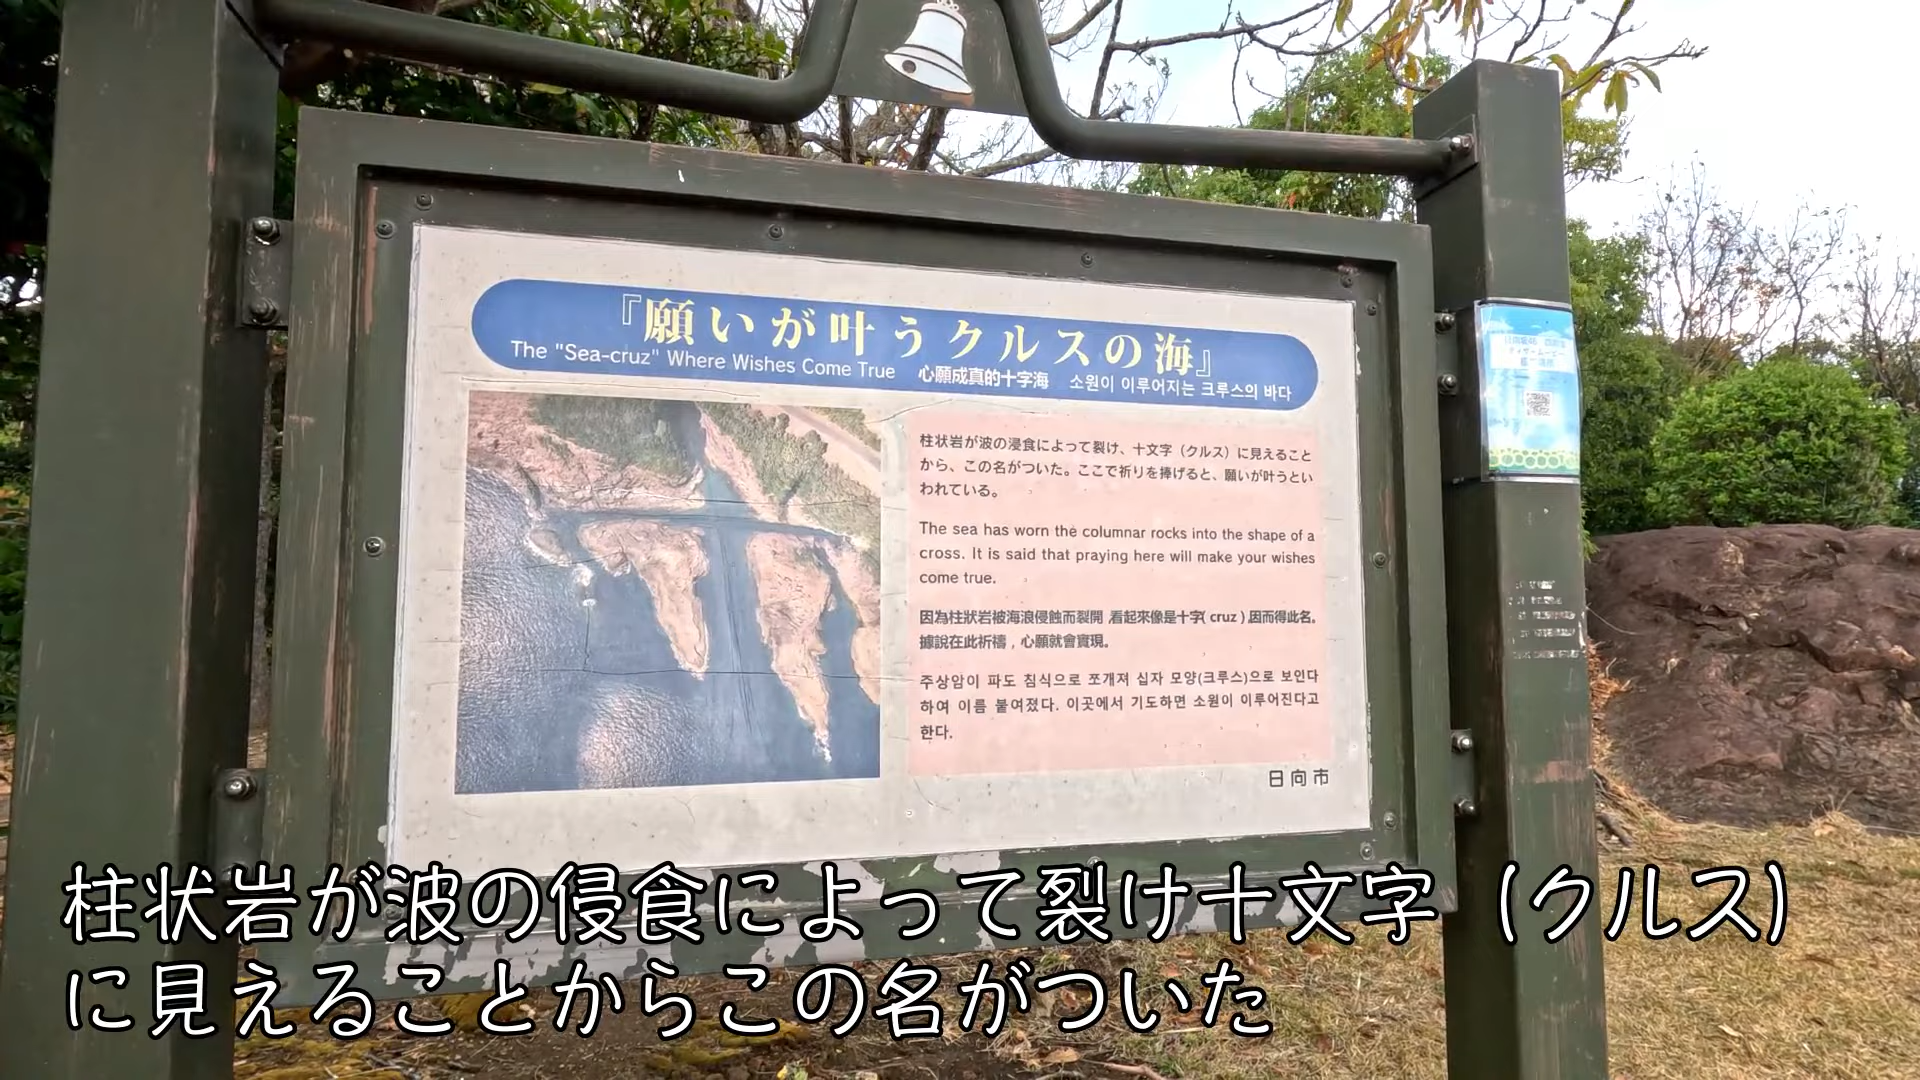 『願いが叶うクルスの海』
The "Sea-cruz" Where Wishes Come True 心願成真的十字海 소원이 이루어지는 크루스의 바다
柱状岩が波の浸食によって裂け、十文字（クルス）に見えること
から、この名がついた。ここで祈りを捧げると、願いが叶うとい
われている。
The sea has worn the columnar rocks into the shape of a
cross. It is said that praying here will make your wishes
come true.
因為柱狀岩被海浪侵蝕而裂開 看起來像是十字( cruz ) 因而得此名。
據說在此祈禱，心願就會實現。
주상암이 파도 침식으로 쪼개져 십자 모양(크루스)으로 보인다
하여 이름 붙여졌다. 이곳에서 기도하면 소원이 이루어진다고
한다.
日向市
柱状岩が波の侵食によって裂け十文字（クルス）
に見えることからこの名がついた